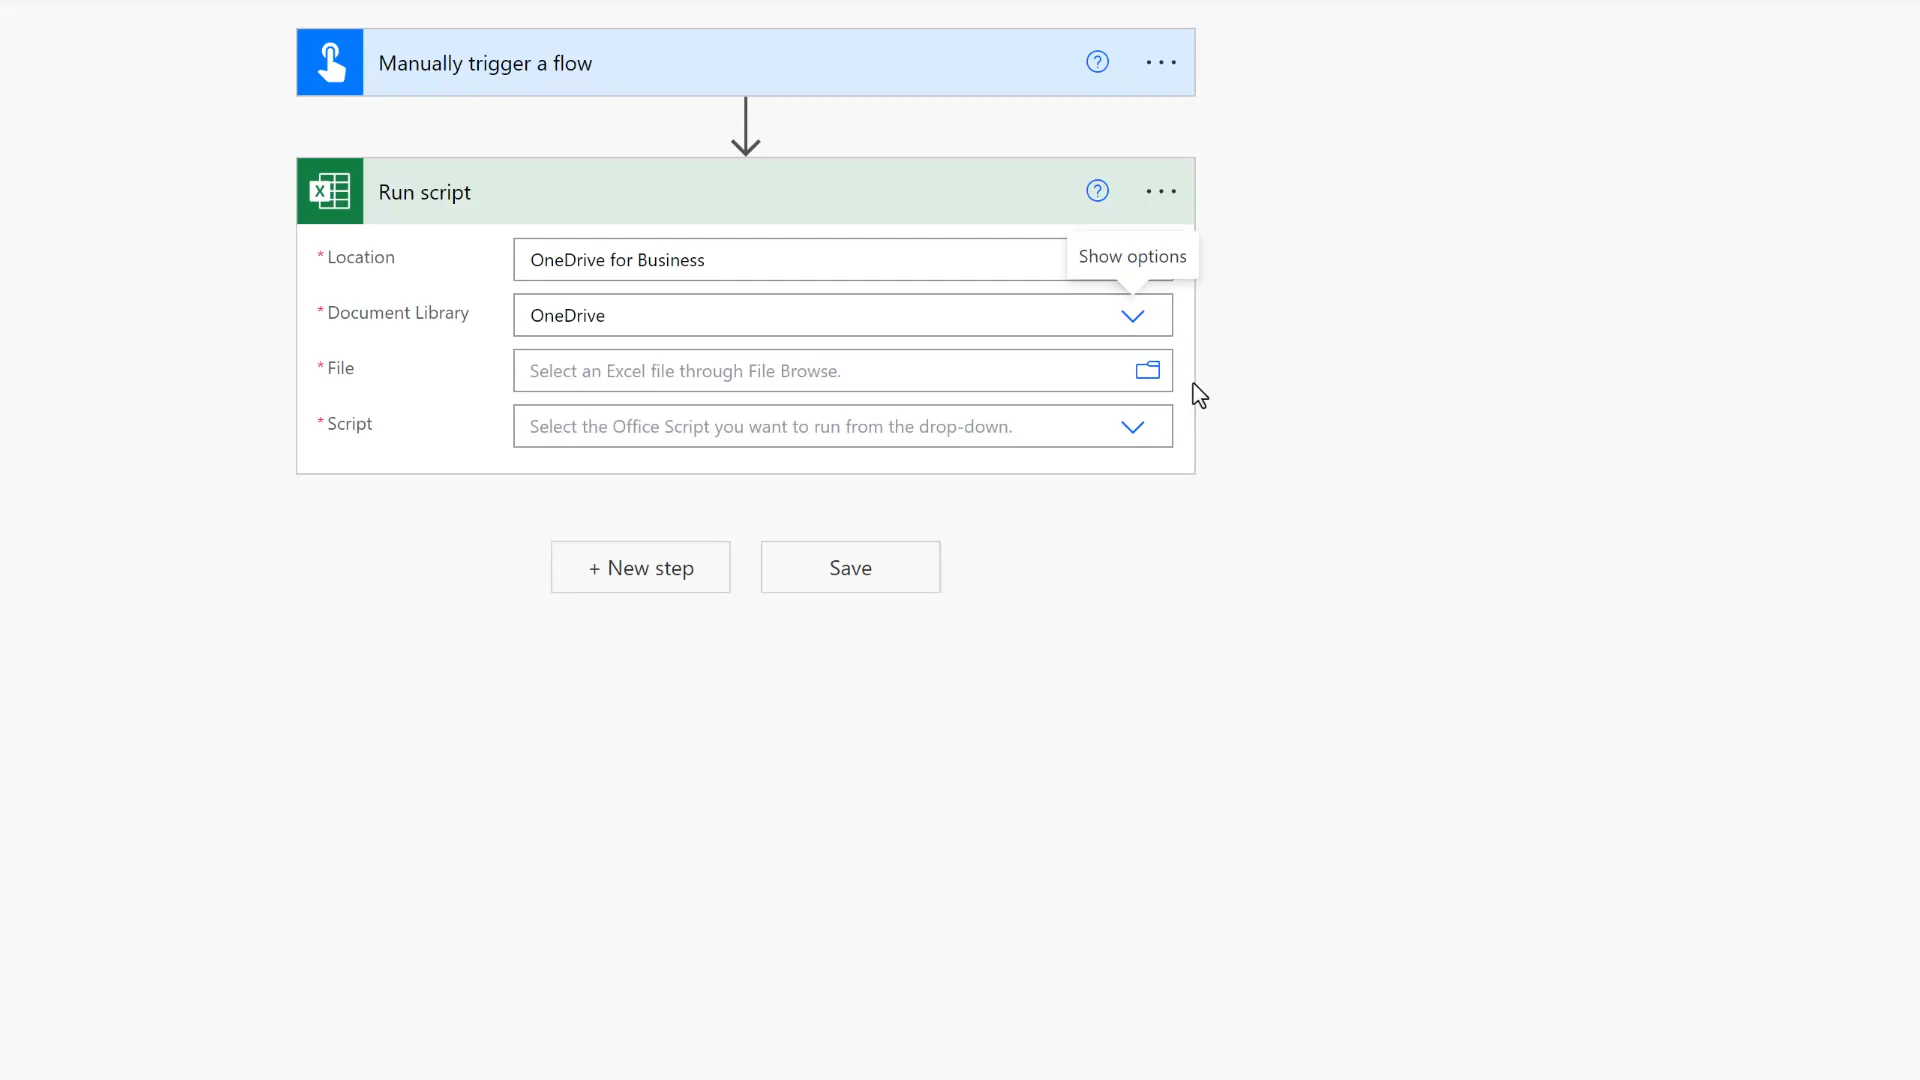 Manually trigger a flow
Run script
* Location
OneDrive for Business
Show options
* Document Library
OneDrive
* File
Select an Excel file through File Browse.
* Script
Select the Office Script you want to run from the drop-down.
+ New step
Save